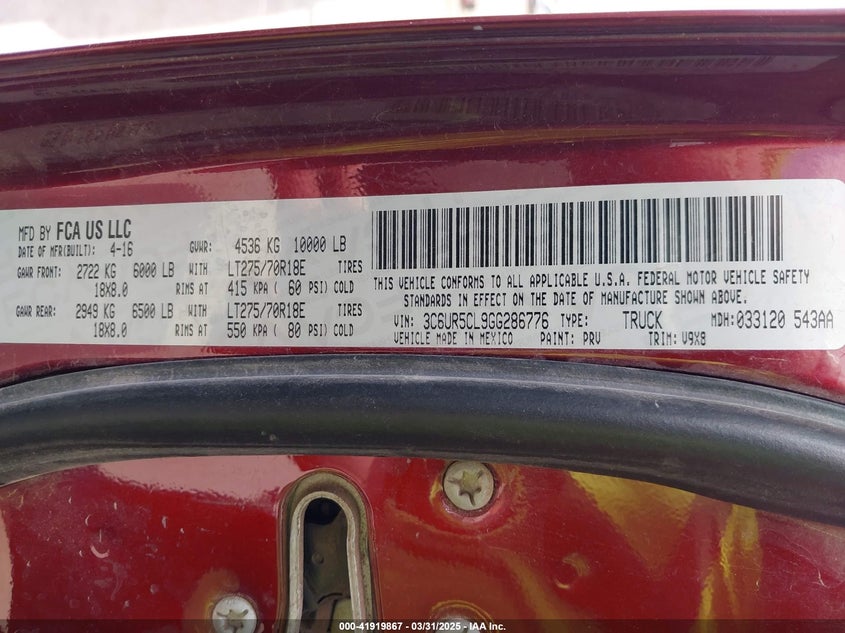 MFD BY FCA US LLC
DATE OF MFR(BUILT): 4-16 GVWR: 4536 KG 10000 LB
GAWR FRONT: 2722 KG 6000 LB WITH LT275/70R18E TIRES
18X8.0 RIMS AT 415 KPA ( 60 PSI) COLD
GAWR REAR: 2949 KG 6500 LB WITH LT275/70R18E TIRES
18X8.0 RIMS AT 550 KPA ( 80 PSI) COLD
THIS VEHICLE CONFORMS TO ALL APPLICABLE U.S.A. FEDERAL MOTOR VEHICLE SAFETY
STANDARDS IN EFFECT ON THE DATE OF MANUFACTURE SHOWN ABOVE.
VIN: 3C6UR5CL9GG286776 TYPE: TRUCK MDH:033120 543AA
VEHICLE MADE IN MEXICO PAINT: PRV TRIM: V9X8
000-41919867 - 03/31/2025 - IAA Inc.